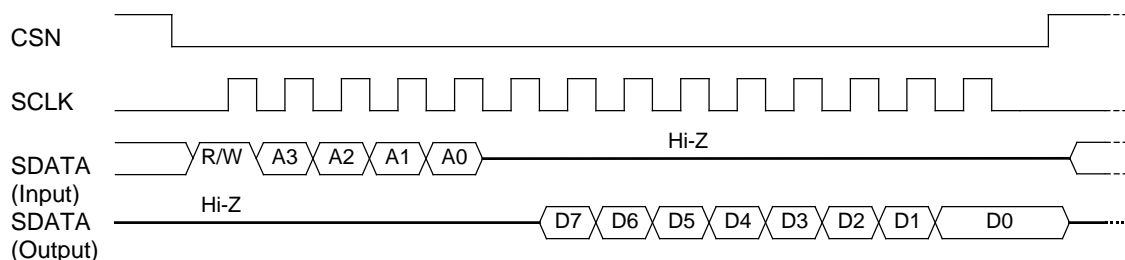 CSN
SCLK
Hi-Z
R/W A3 A2 A1 A0
SDATA
(Input)
Hi-Z
SDATA
(Output)
D7 D6 D5 D4 D3 D2 D1 D0